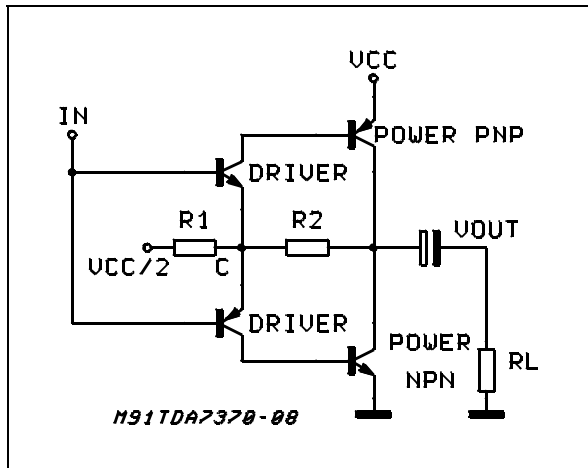 VCC
IN
POWER PNP
DRIVER
R1
R2
VOUT
VCC/2
C
DRIVER
POWER
NPN
RL
M91TDA7370-08